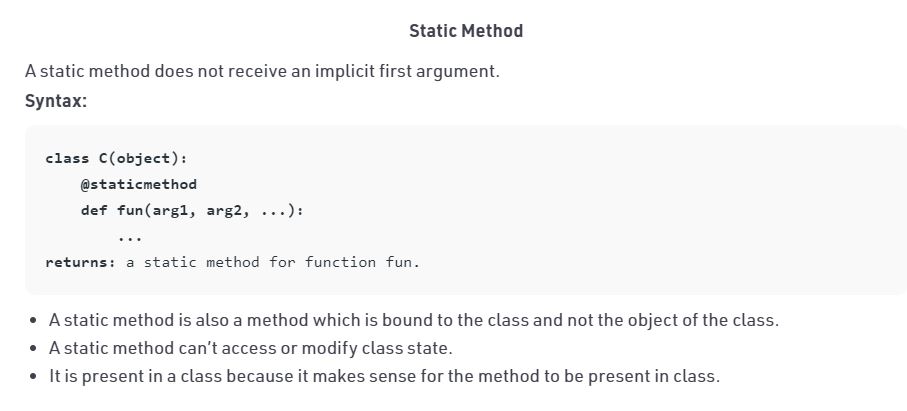 Static Method
A static method does not receive an implicit first argument.
Syntax:
class C(object):
    @staticmethod
    def fun(arg1, arg2, ...):
        ...
returns: a static method for function fun.
• A static method is also a method which is bound to the class and not the object of the class.
• A static method can’t access or modify class state.
• It is present in a class because it makes sense for the method to be present in class.